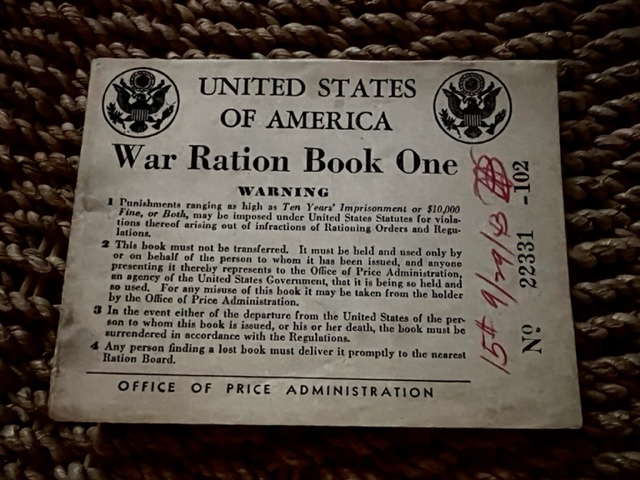 UNITED STATES
OF AMERICA
War Ration Book One
WARNING
1 Punishments ranging as high as Ten Years' Imprisonment or $10,000
Fine, or Both, may be imposed under United States Statutes for viola-
tions thereof arising out of infractions of Rationing Orders and Regu-
lations.
2 This book must not be transferred. It must be held and used only by
or on behalf of the person to whom it has been issued, and anyone
presenting it thereby represents to the Office of Price Administration,
an agency of the United States Government, that it is being so held and
so used. For any misuse of this book it may be taken from the holder
by the Office of Price Administration.
3 In the event either of the departure from the United States of the per-
son to whom this book is issued, or his or her death, the book must be
surrendered in accordance with the Regulations.
4 Any person finding a lost book must deliver it promptly to the nearest
Ration Board.
OFFICE OF PRICE ADMINISTRATION
15# 9/29/43
Nº 22331 -102